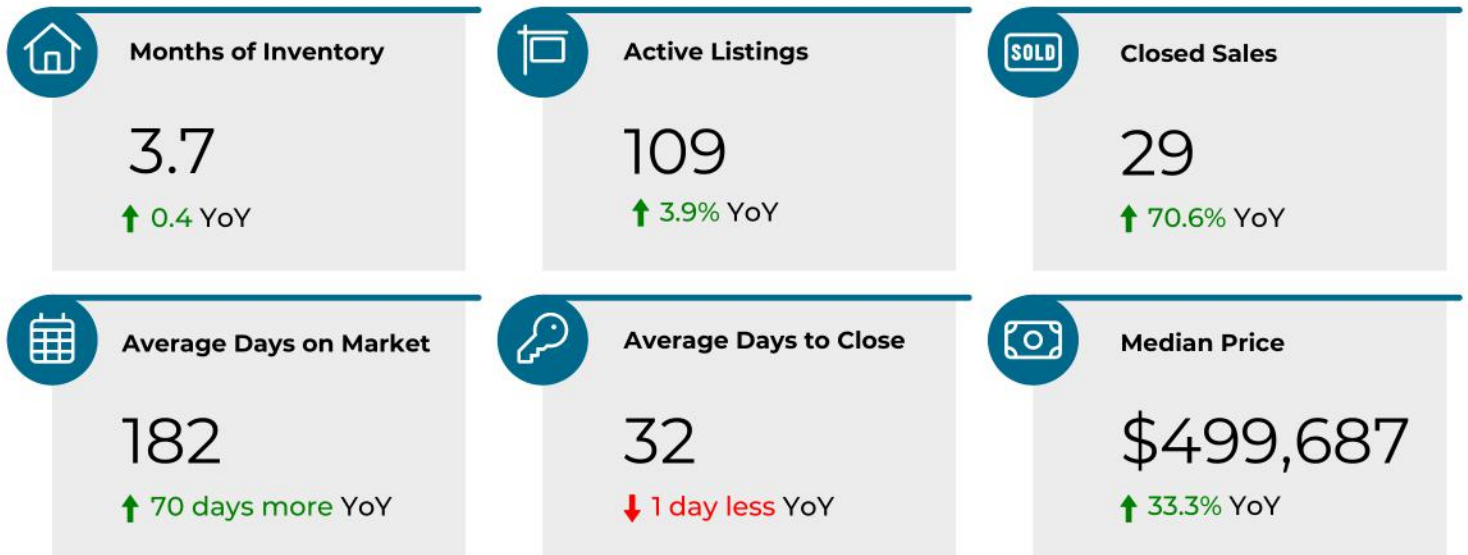 Months of Inventory
3.7
↑ 0.4 YoY
Active Listings
109
↑ 3.9% YoY
SOLD
Closed Sales
29
↑ 70.6% YoY
Average Days on Market
182
↑ 70 days more YoY
Average Days to Close
32
↓ 1 day less YoY
Median Price
$499,687
↑ 33.3% YoY